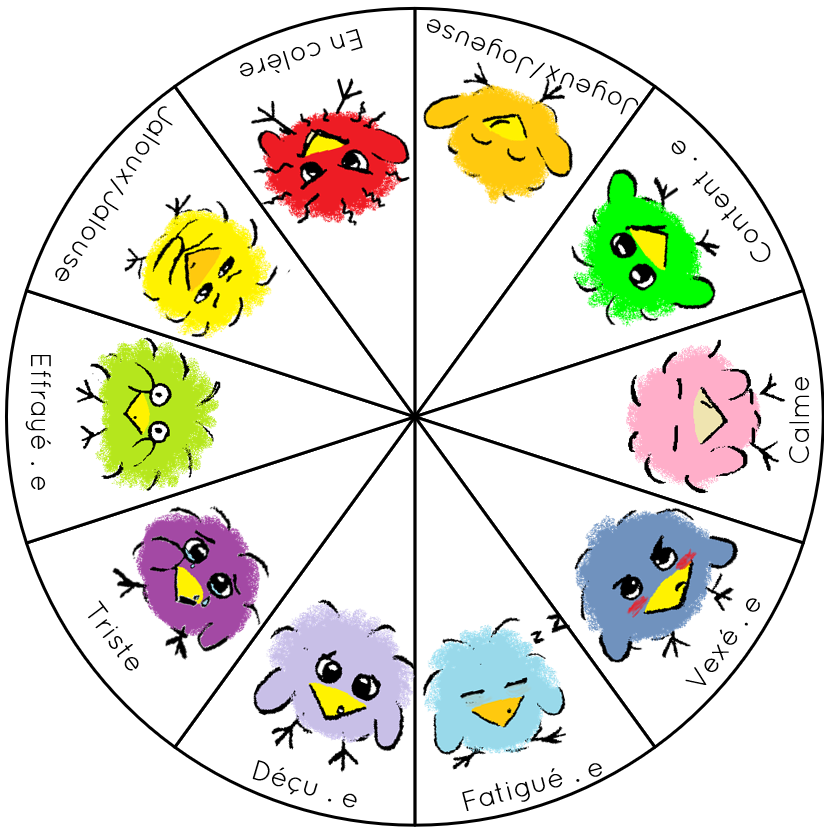 Joyeux/Joyeuse
Content . e
Calme
Vexé . e
Fatigué . e
Déçu . e
Triste
Effrayé . e
Jaloux/Jalouse
En colère
z z